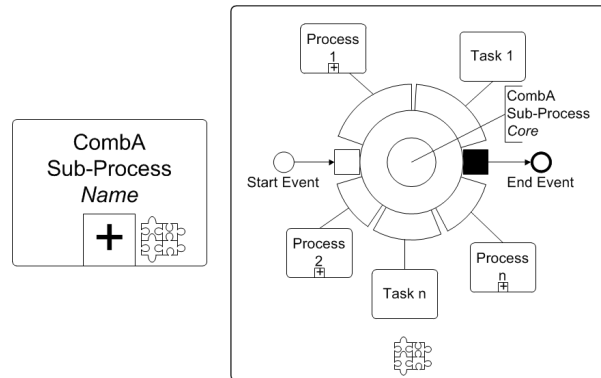 CombA
Sub-Process
Name
+
Process
1
+
Task 1
CombA
Sub-Process
Core
Start Event
End Event
Process
2
+
Task n
Process
n
+